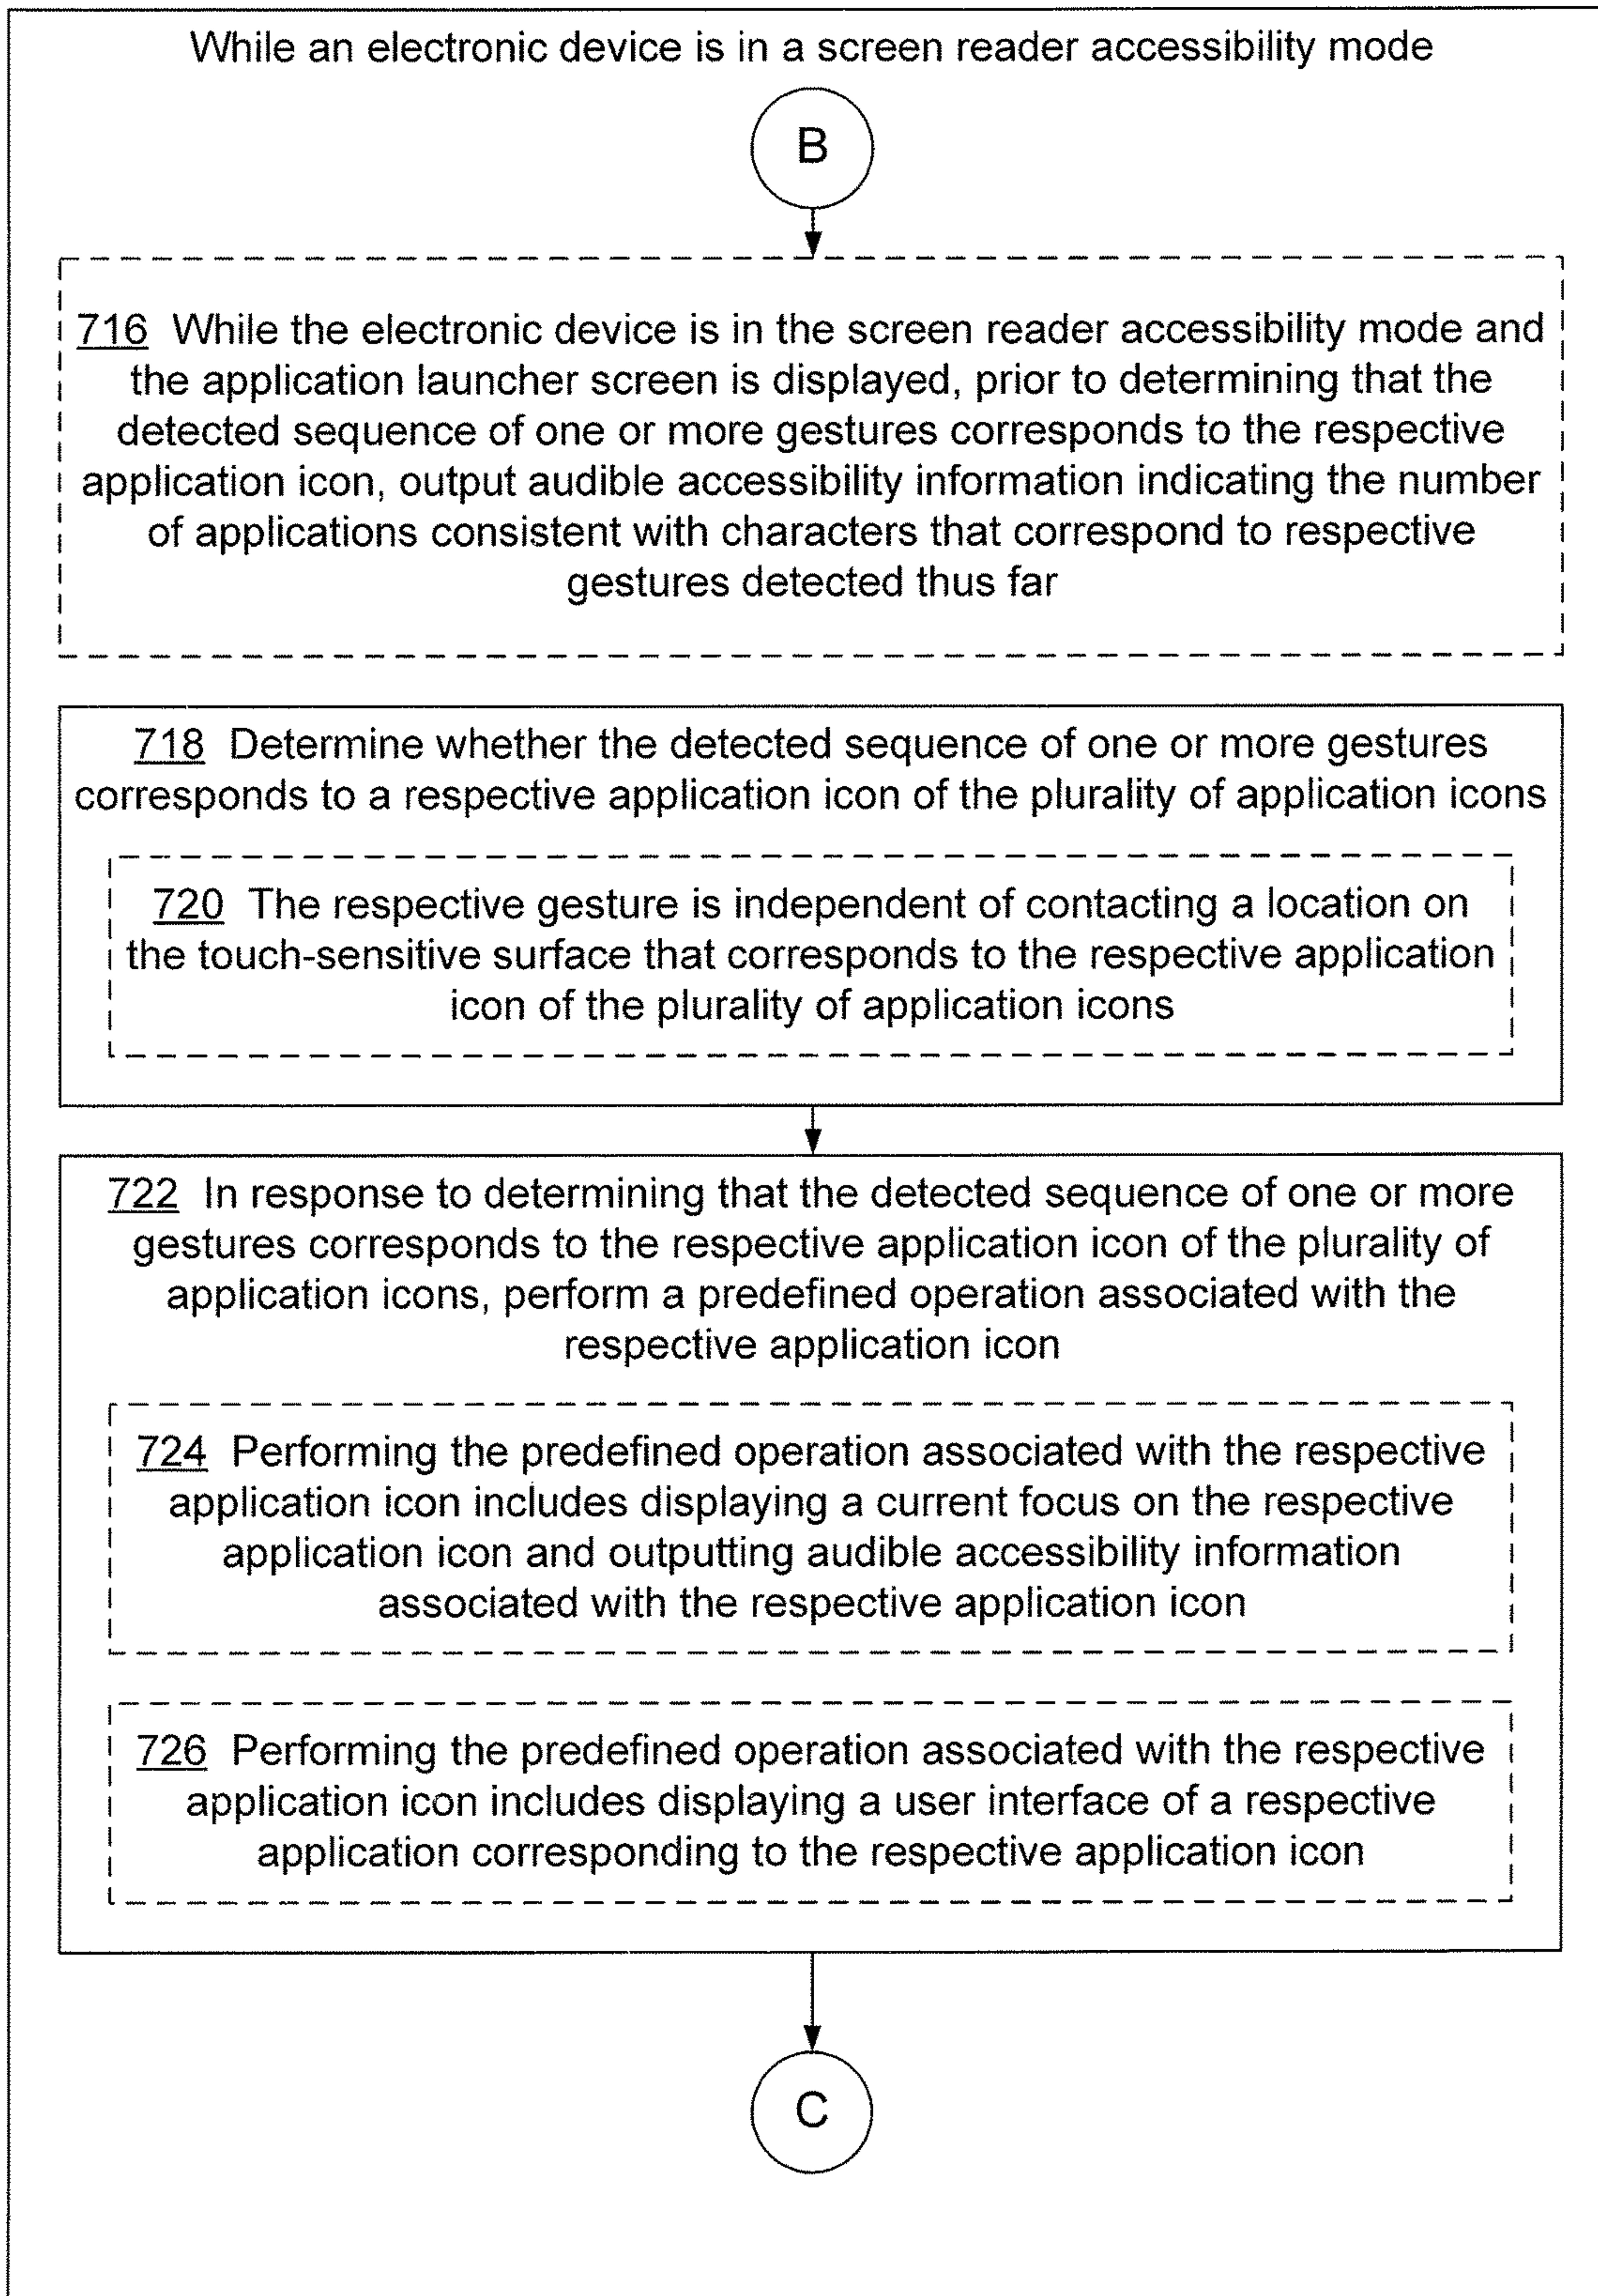 While an electronic device is in a screen reader accessibility mode
B
716 While the electronic device is in the screen reader accessibility mode and
the application launcher screen is displayed, prior to determining that the
detected sequence of one or more gestures corresponds to the respective
application icon, output audible accessibility information indicating the number
of applications consistent with characters that correspond to respective
gestures detected thus far
718 Determine whether the detected sequence of one or more gestures
corresponds to a respective application icon of the plurality of application icons
720 The respective gesture is independent of contacting a location on
the touch-sensitive surface that corresponds to the respective application
icon of the plurality of application icons
722 In response to determining that the detected sequence of one or more
gestures corresponds to the respective application icon of the plurality of
application icons, perform a predefined operation associated with the
respective application icon
724 Performing the predefined operation associated with the respective
application icon includes displaying a current focus on the respective
application icon and outputting audible accessibility information
associated with the respective application icon
726 Performing the predefined operation associated with the respective
application icon includes displaying a user interface of a respective
application corresponding to the respective application icon
C